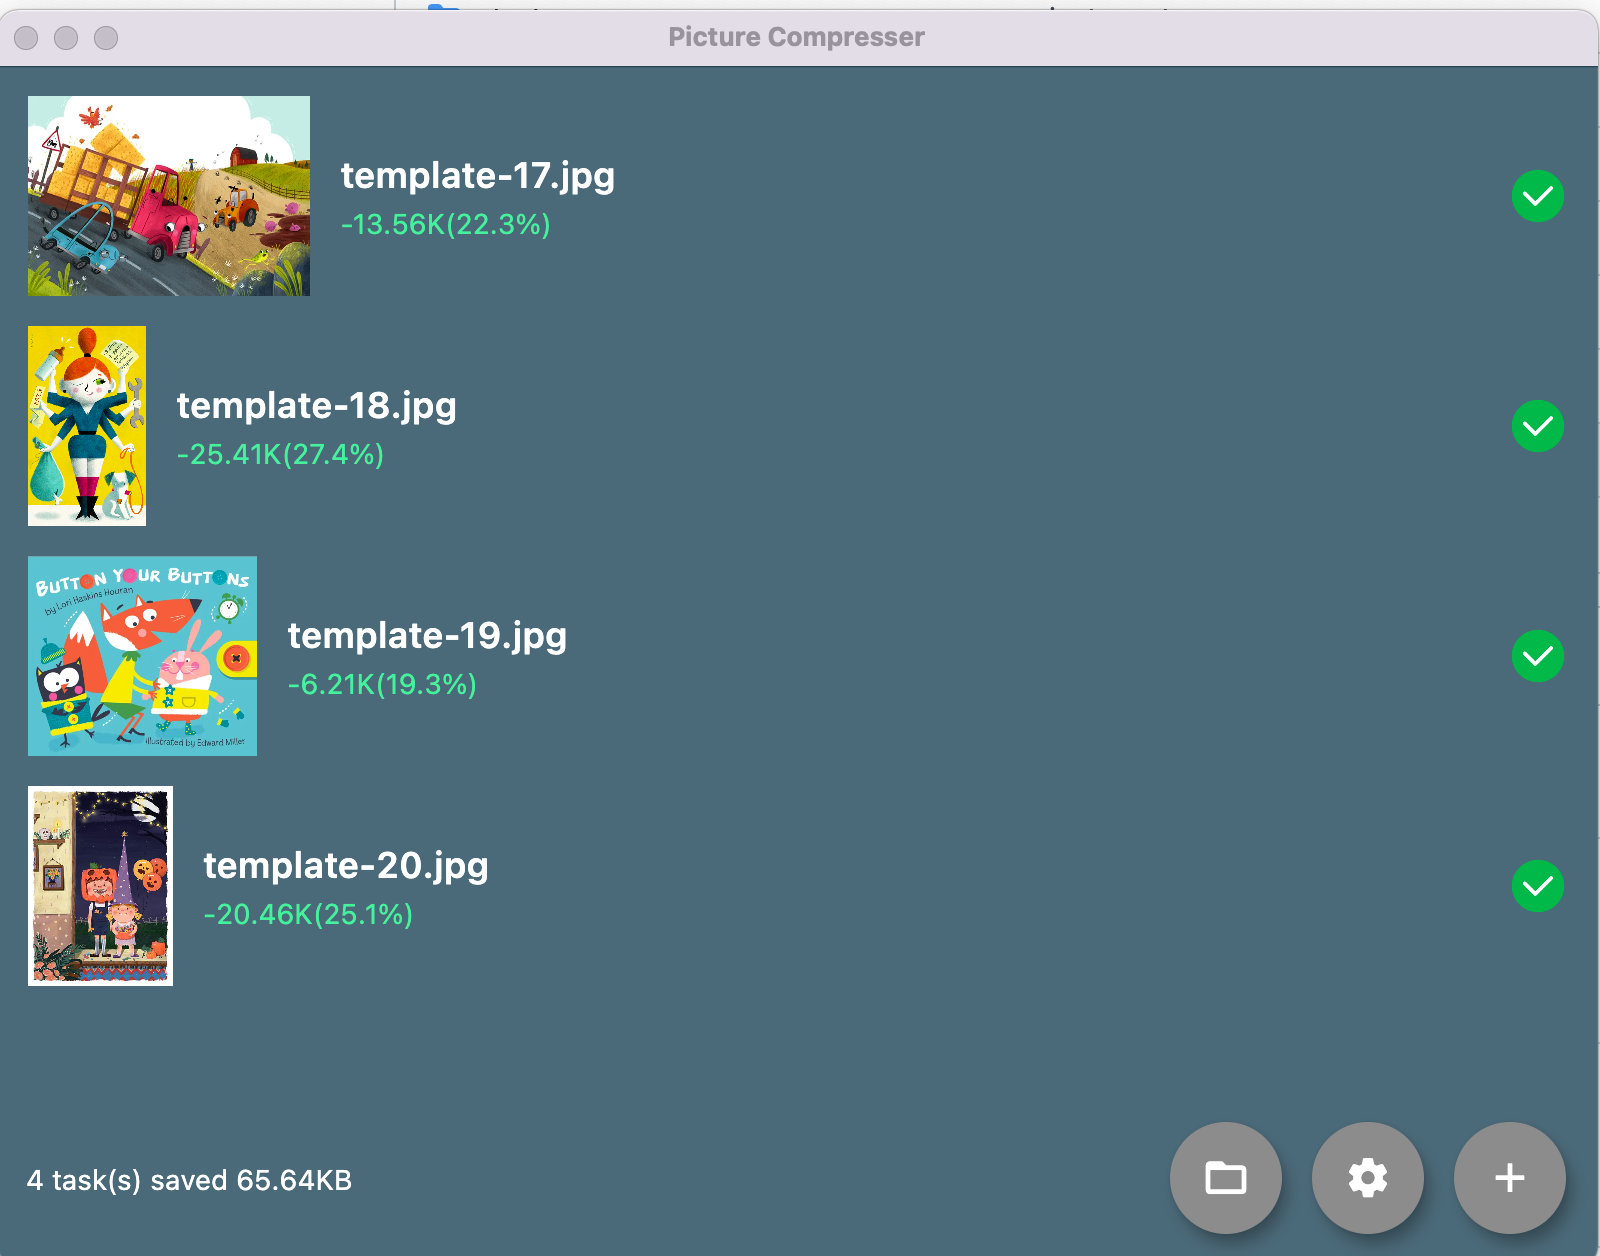 Picture Compresser
template-17.jpg
-13.56K(22.3%)
template-18.jpg
-25.41K(27.4%)
BUTTON YOUR BUTTONS
by Lori Haskins Houran
illustrated by Edward Miller
template-19.jpg
-6.21K(19.3%)
template-20.jpg
-20.46K(25.1%)
4 task(s) saved 65.64KB